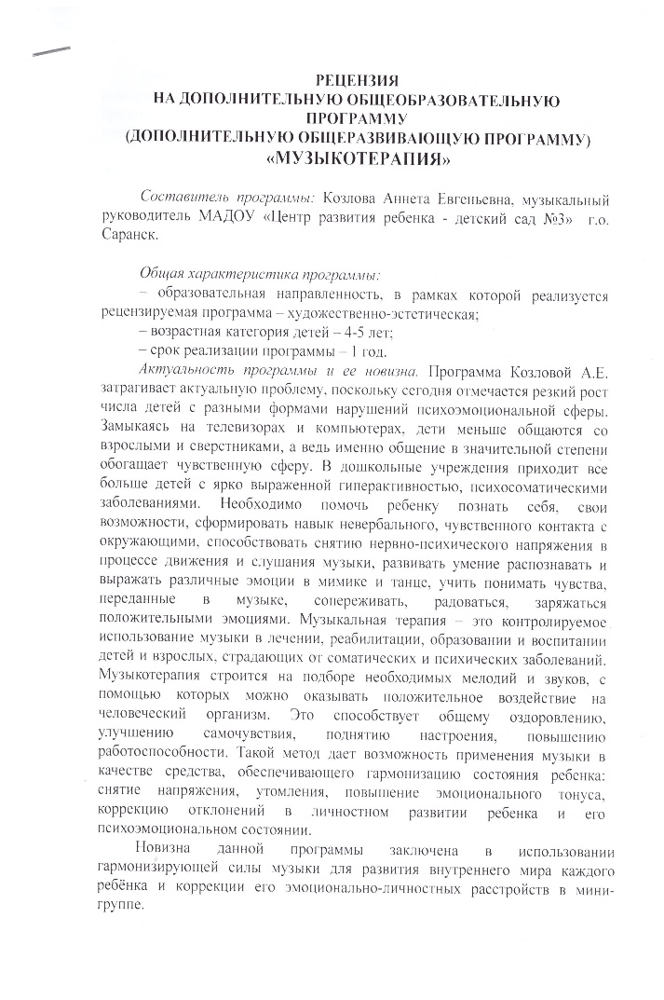 РЕЦЕНЗИЯ
НА ДОПОЛНИТЕЛЬНУЮ ОБЩЕОБРАЗОВАТЕЛЬНУЮ
ПРОГРАММУ
(ДОПОЛНИТЕЛЬНУЮ ОБЩЕРАЗВИВАЮЩУЮ ПРОГРАММУ)
«МУЗЫКОТЕРАПИЯ»
Составитель программы: Козлова Аннета Евгеньевна, музыкальный
руководитель МАДОУ «Центр развития ребенка - детский сад №3» г.о.
Саранск.
Общая характеристика программы:
– образовательная направленность, в рамках которой реализуется
рецензируемая программа – художественно-эстетическая;
– возрастная категория детей – 4-5 лет;
– срок реализации программы – 1 год.
Актуальность программы и ее новизна. Программа Козловой А.Е.
затрагивает актуальную проблему, поскольку сегодня отмечается резкий рост
числа детей с разными формами нарушений психоэмоциональной сферы.
Замыкаясь на телевизорах и компьютерах, дети меньше общаются со
взрослыми и сверстниками, а ведь именно общение в значительной степени
обогащает чувственную сферу. В дошкольные учреждения приходит все
больше детей с ярко выраженной гиперактивностью, психосоматическими
заболеваниями. Необходимо помочь ребенку познать себя, свои
возможности, сформировать навык невербального, чувственного контакта с
окружающими, способствовать снятию нервно-психического напряжения в
процессе движения и слушания музыки, развивать умение распознавать и
выражать различные эмоции в мимике и танце, учить понимать чувства,
переданные в музыке, сопереживать, радоваться, заряжаться
положительными эмоциями. Музыкальная терапия – это контролируемое
использование музыки в лечении, реабилитации, образовании и воспитании
детей и взрослых, страдающих от соматических и психических заболеваний.
Музыкотерапия строится на подборе необходимых мелодий и звуков, с
помощью которых можно оказывать положительное воздействие на
человеческий организм. Это способствует общему оздоровлению,
улучшению самочувствия, поднятию настроения, повышению
работоспособности. Такой метод дает возможность применения музыки в
качестве средства, обеспечивающего гармонизацию состояния ребенка:
снятие напряжения, утомления, повышение эмоционального тонуса,
коррекцию отклонений в личностном развитии ребенка и его
психоэмоциональном состоянии.
Новизна данной программы заключена в использовании
гармонизирующей силы музыки для развития внутреннего мира каждого
ребёнка и коррекции его эмоционально-личностных расстройств в мини-
группе.